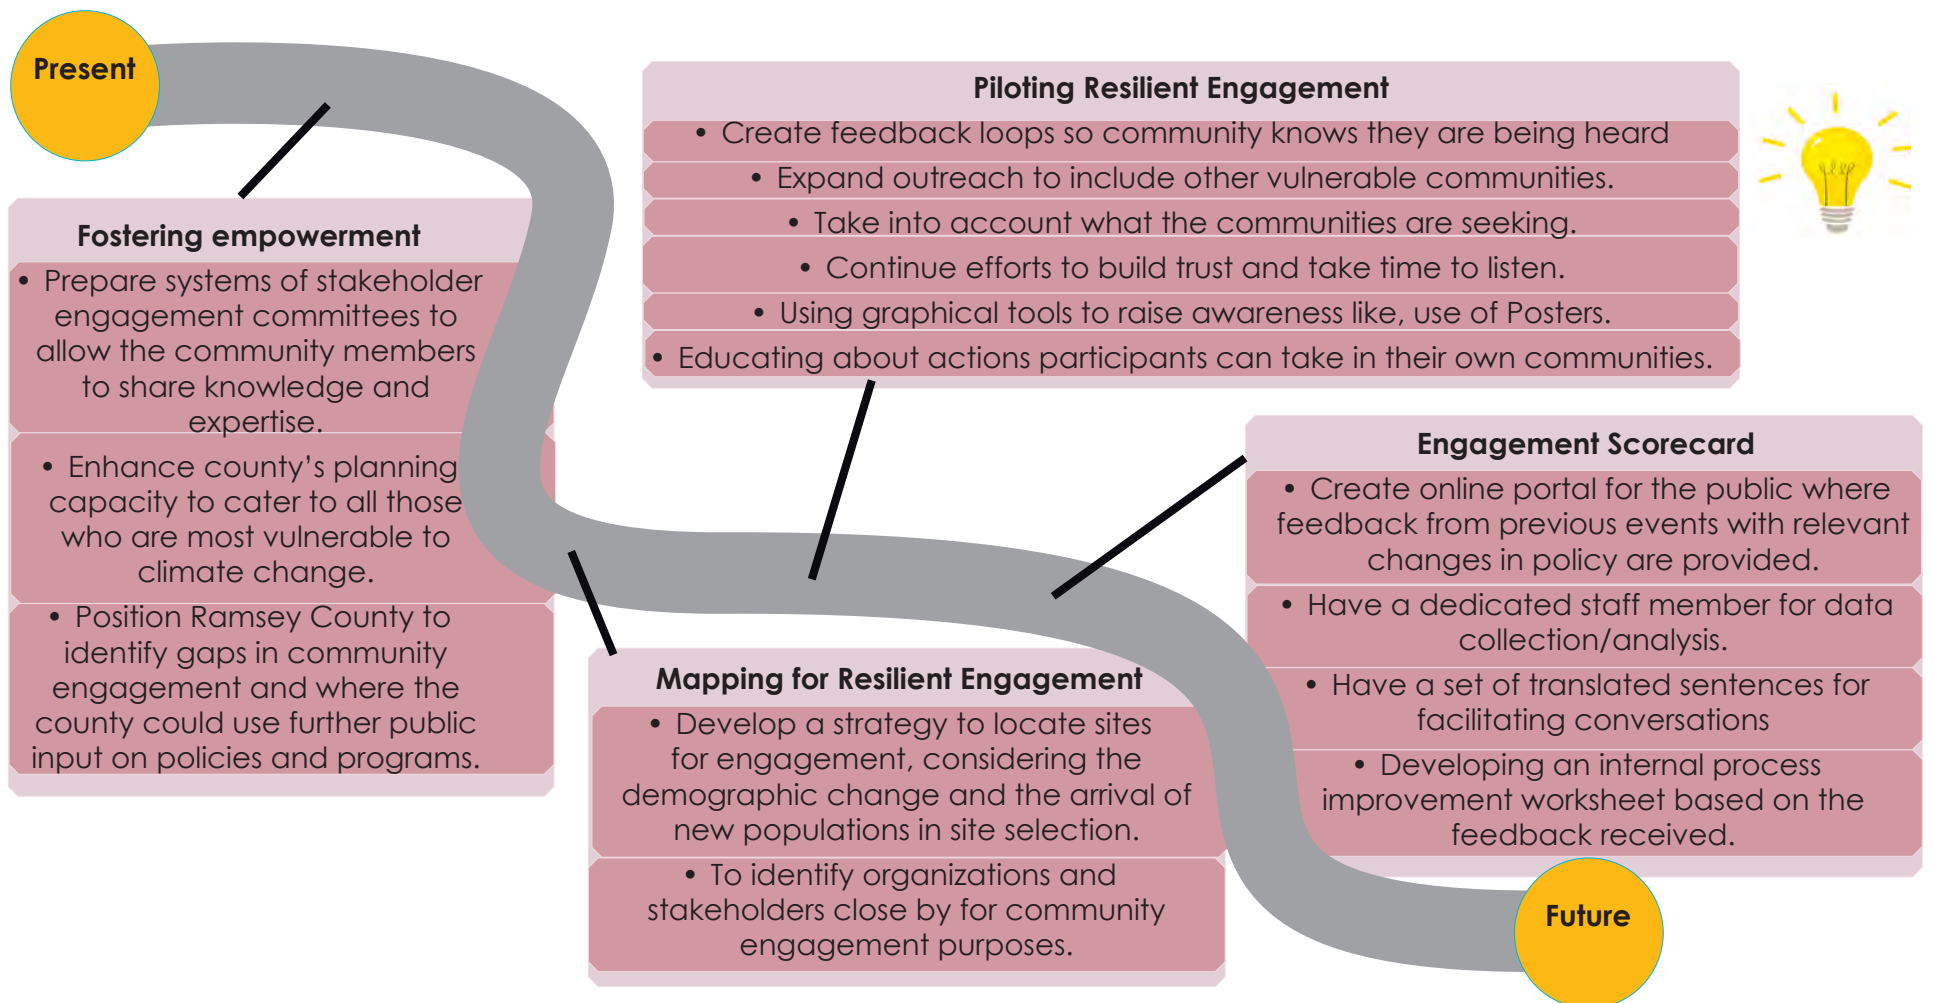 Present
Fostering empowerment
• Prepare systems of stakeholder
engagement committees to
allow the community members
to share knowledge and
expertise.
• Enhance county’s planning
capacity to cater to all those
who are most vulnerable to
climate change.
• Position Ramsey County to
identify gaps in community
engagement and where the
county could use further public
input on policies and programs.
Mapping for Resilient Engagement
• Develop a strategy to locate sites
for engagement, considering the
demographic change and the arrival of
new populations in site selection.
• To identify organizations and
stakeholders close by for community
engagement purposes.
Piloting Resilient Engagement
• Create feedback loops so community knows they are being heard
• Expand outreach to include other vulnerable communities.
• Take into account what the communities are seeking.
• Continue efforts to build trust and take time to listen.
• Using graphical tools to raise awareness like, use of Posters.
• Educating about actions participants can take in their own communities.
Engagement Scorecard
• Create online portal for the public where
feedback from previous events with relevant
changes in policy are provided.
• Have a dedicated staff member for data
collection/analysis.
• Have a set of translated sentences for
facilitating conversations
• Developing an internal process
improvement worksheet based on the
feedback received.
Future